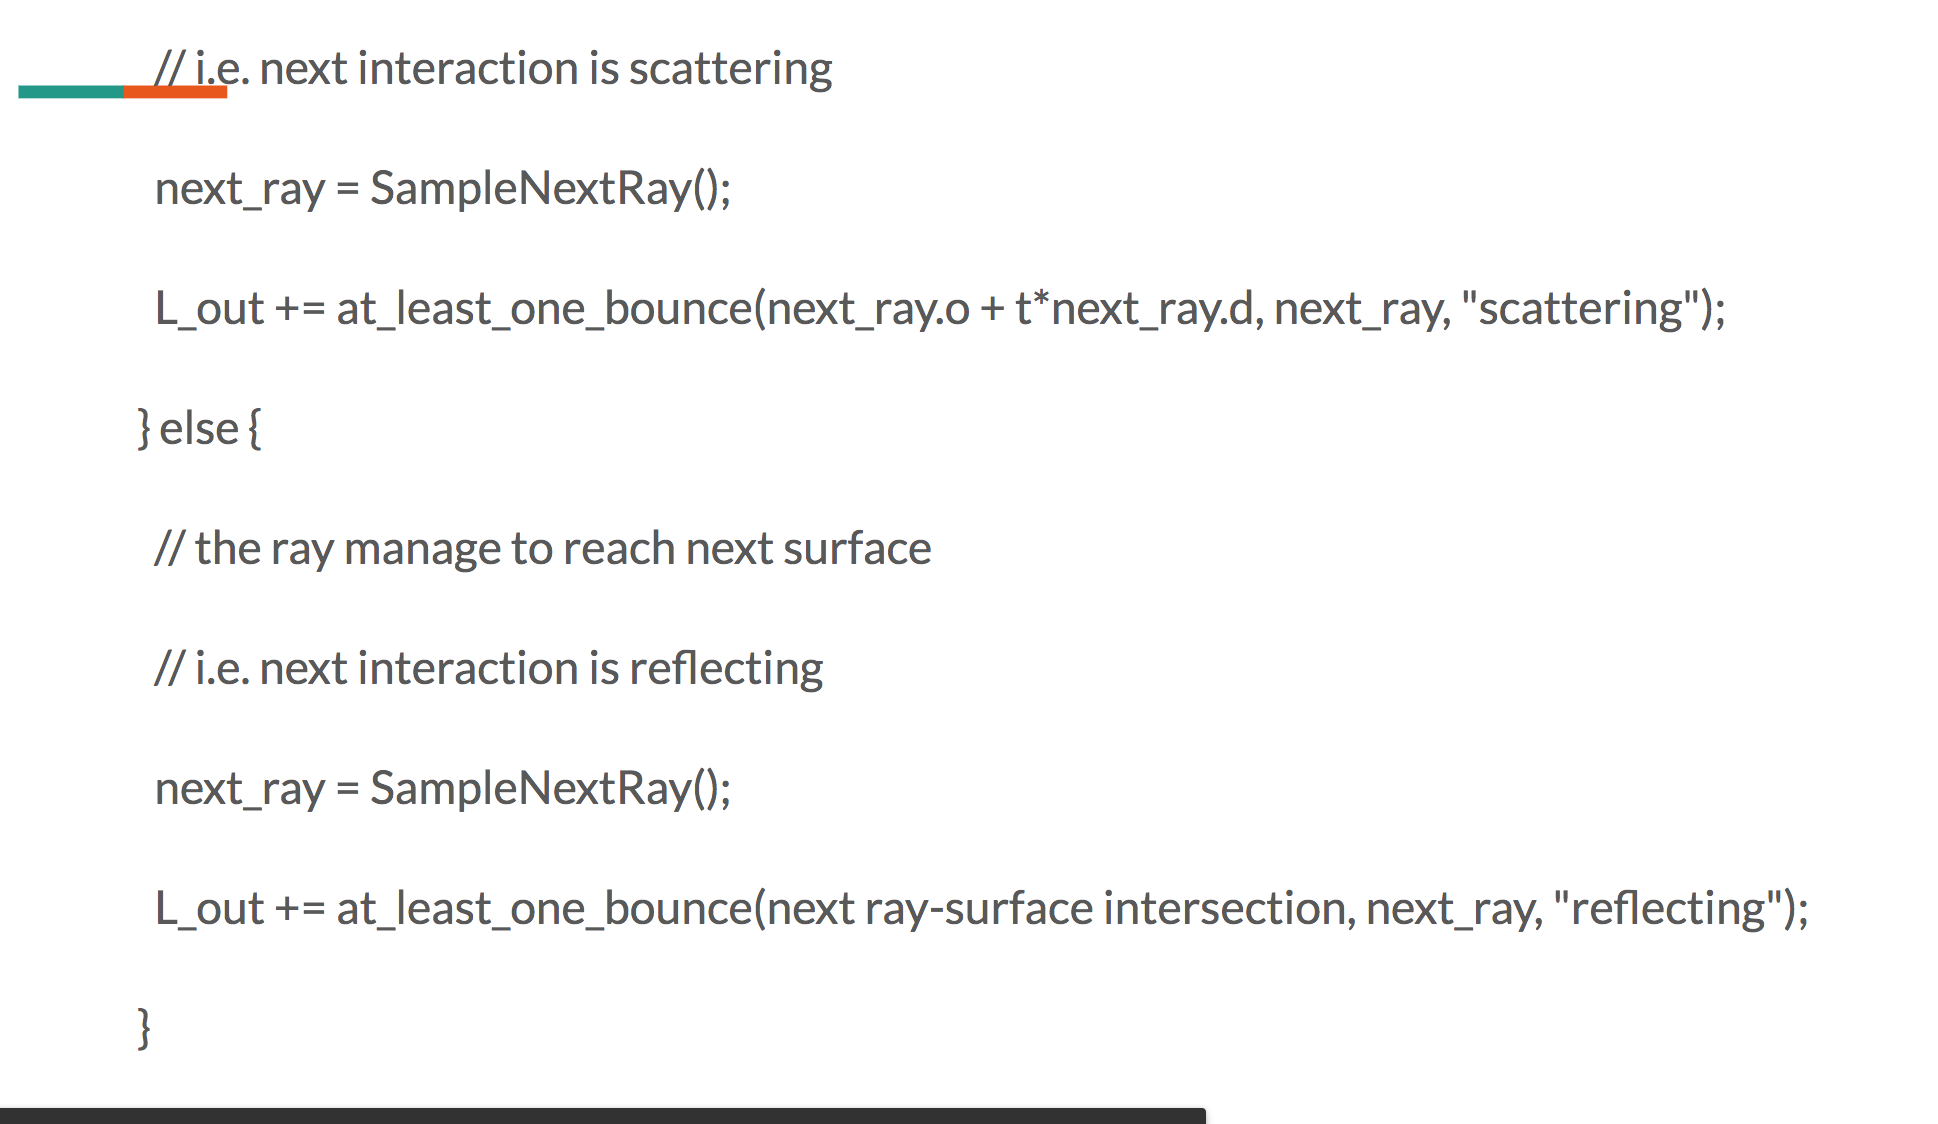 // i.e. next interaction is scattering
next_ray = SampleNextRay();
L_out += at_least_one_bounce(next_ray.o + t*next_ray.d, next_ray, "scattering");
} else {
// the ray manage to reach next surface
// i.e. next interaction is reflecting
next_ray = SampleNextRay();
L_out += at_least_one_bounce(next ray-surface intersection, next_ray, "reflecting");
}